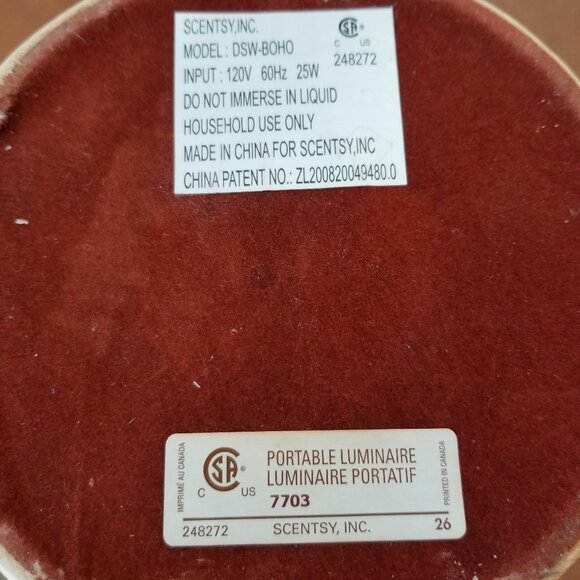 SCENTSY,INC.
MODEL : DSW-BOHO
INPUT : 120V 60Hz 25W
DO NOT IMMERSE IN LIQUID
HOUSEHOLD USE ONLY
MADE IN CHINA FOR SCENTSY,INC
CHINA PATENT NO.: ZL200820049480.0
SA
C US
248272
IMPRIMÉ AU CANADA
SA
C US
PORTABLE LUMINAIRE
LUMINAIRE PORTATIF
7703
248272 SCENTSY, INC. 26
PRINTED IN CANADA